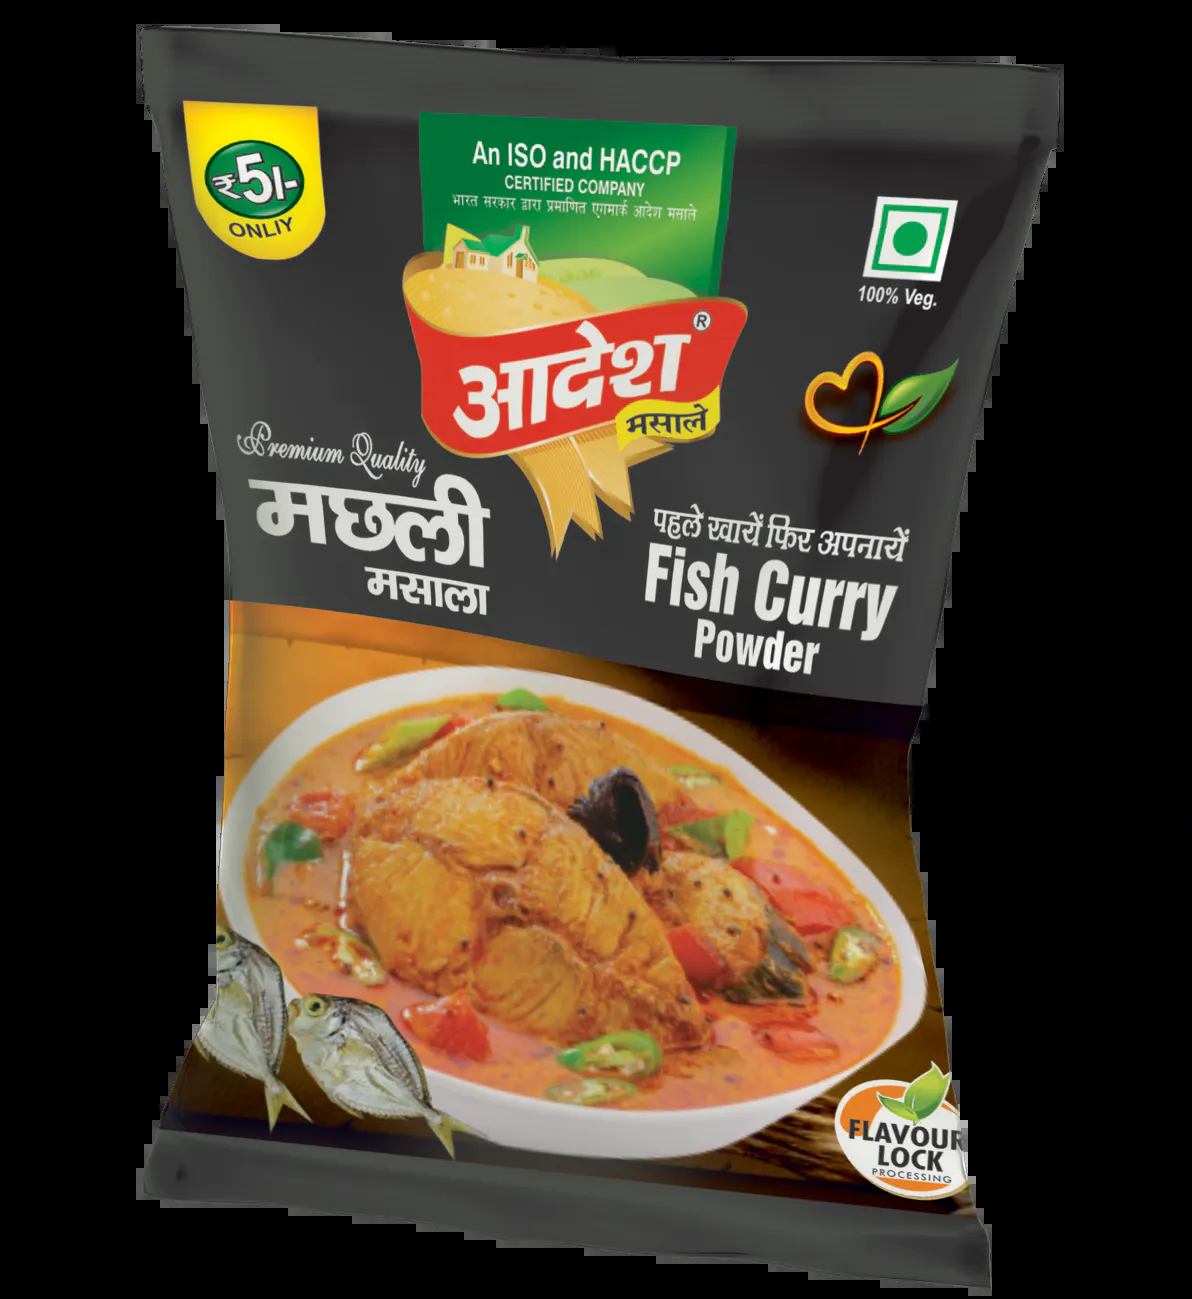 ₹5/-
ONLIY
An ISO and HACCP
CERTIFIED COMPANY
भारत सरकार द्वारा प्रमाणित एगमार्क आदेश मसाले
100% Veg.
आदेश ®
मसाले
Premium Quality
मछली
मसाला
पहले खायें फिर अपनायें
Fish Curry
Powder
FLAVOUR
LOCK
PROCESSING